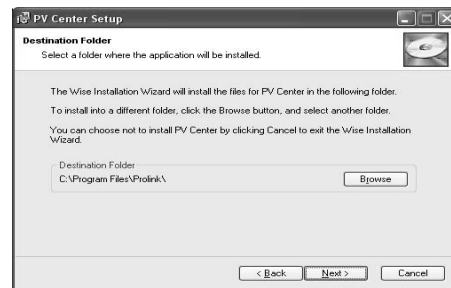 PV Center Setup
Destination Folder
Select a folder where the application will be installed.
The Wise Installation Wizard will install the files for PV Center in the following folder.
To install into a different folder, click the Browse button, and select another folder.
You can choose not to install PV Center by clicking Cancel to exit the Wise Installation
Wizard.
Destination Folder
C:\Program Files\Prolink\
Browse
< Back
Next >
Cancel